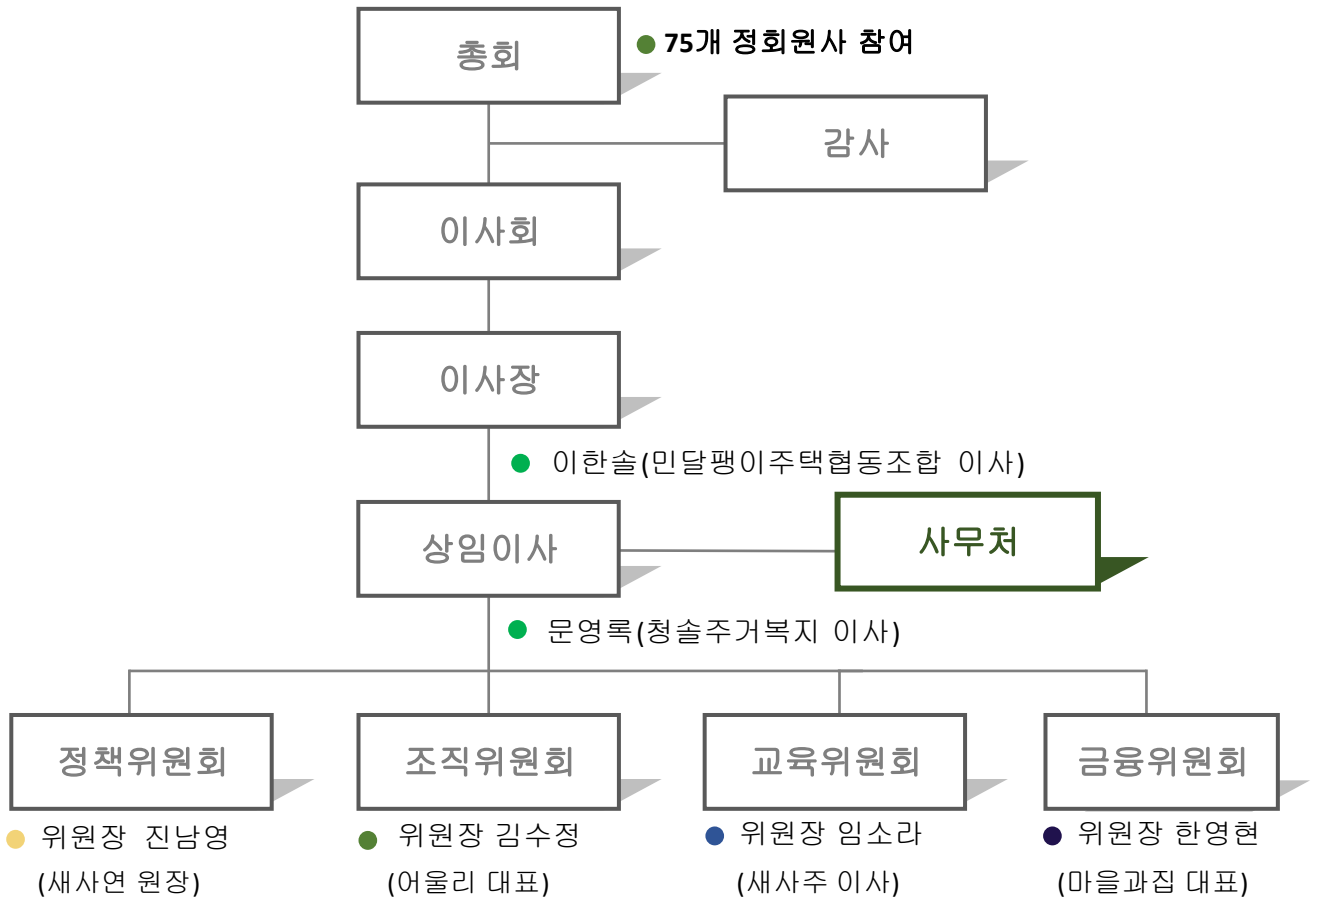 총회
75개 정회원사 참여
감사
이사회
이사장
이한솔(민달팽이주택협동조합 이사)
상임이사
사무처
문영록(청솔주거복지 이사)
정책위원회
조직위원회
교육위원회
금융위원회
위원장 진남영
(새사연 원장)
위원장 김수정
(어울리 대표)
위원장 임소라
(새사주 이사)
위원장 한영현
(마을과집 대표)